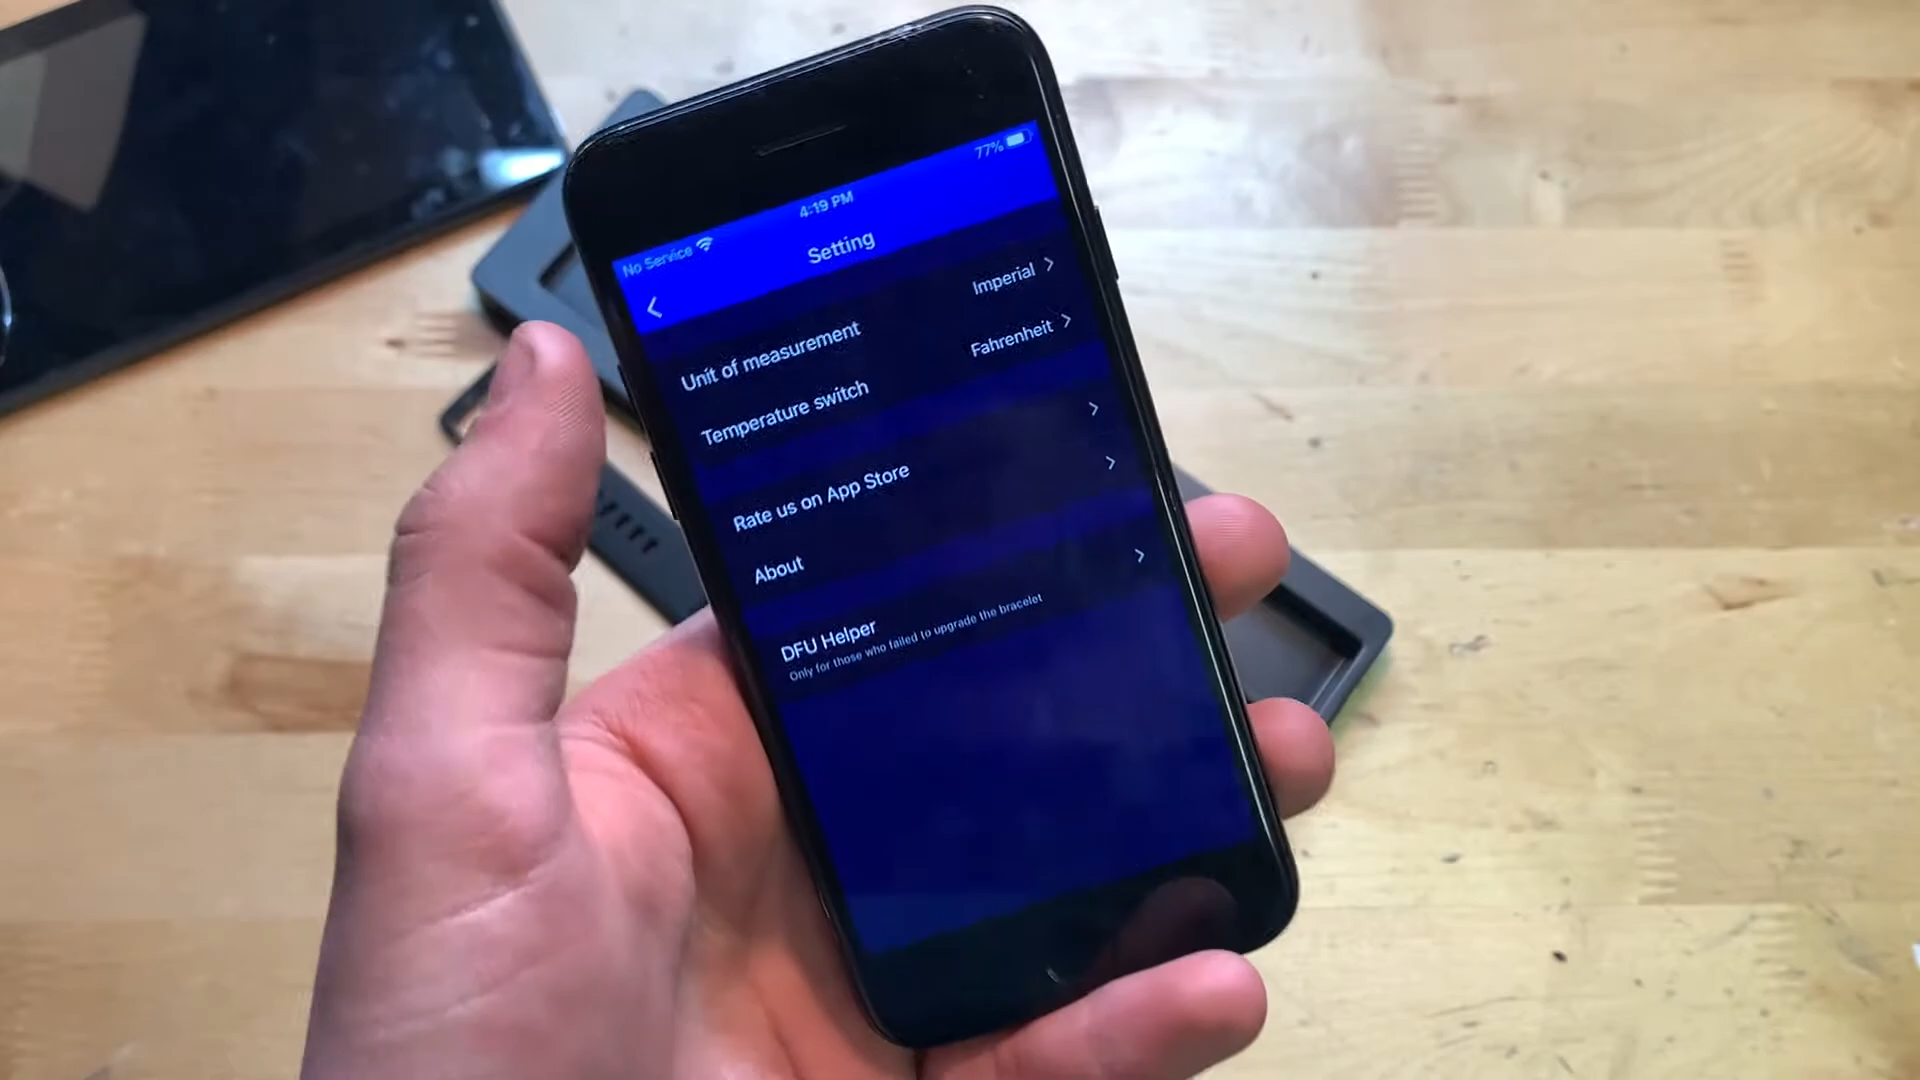 No Service 4:19 PM 77%
Setting
Unit of measurement Imperial
Temperature switch Fahrenheit
Rate us on App Store
About
DFU Helper
Only for those who failed to upgrade the bracelet